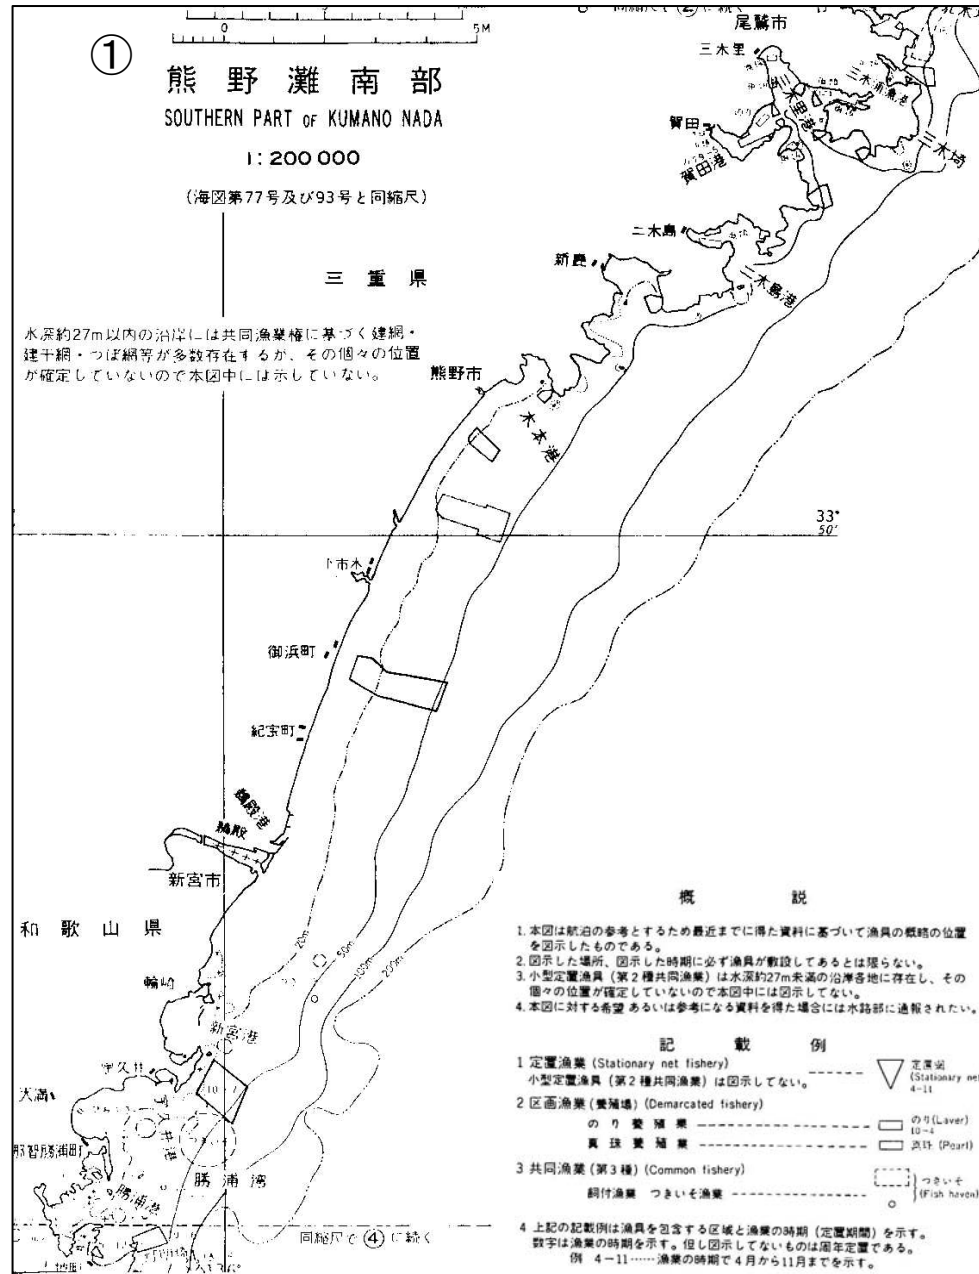 ①
0 5M
同縮尺で②に続く
熊野灘南部
SOUTHERN PART OF KUMANO NADA
1:200 000
(海図第77号及び93号と同縮尺)
尾鷲市
三木里
三木里港
三木浦漁港
賀田
賀田港
三木埼
二木島
二木島港
新鹿
三重県
水深約27m以内の沿岸には共同漁業権に基づく建網・
建干網・つぼ網等が多数存在するが、その個々の位置
が確定していないので本図中には示していない。
熊野市
木本港
33°
50′
下市木
御浜町
紀宝町
鵜殿港
鵜殿
新宮市
和歌山県
20m
50m
100m
200m
輪崎
新宮港
宇久井
宇久井港
天満
10-7
那智勝浦町
勝浦港
勝浦湾
同縮尺で④に続く
概説
1. 本図は航泊の参考とするため最近までに得た資料に基づいて漁具の概略の位置
を図示したものである。
2. 図示した場所、図示した時期に必ず漁具が敷設してあるとは限らない。
3. 小型定置漁具(第2種共同漁業)は水深約27m未満の沿岸各地に存在し、その
個々の位置が確定していないので本図中には図示してない。
4. 本図に対する希望あるいは参考になる資料を得た場合には水路部に通報されたい。
記載例
1 定置漁業 (Stationary net fishery)
小型定置漁具(第2種共同漁業)は図示してない。
定置網
(Stationary net
4-11
2 区画漁業(養殖場) (Demarcated fishery)
のり養殖業
のり(Laver)
10-4
真珠養殖業
真珠 (Pearl)
3 共同漁業(第3種) (Common fishery)
飼付漁業 つきいそ漁業
つきいそ
(Fish haven)
4 上記の記載例は漁具を包含する区域と漁業の時期(定置期間)を示す。
数字は漁業の時期を示す。但し図示してないものは周年定置である。
例 4-11……漁業の時期で4月から11月までを示す。